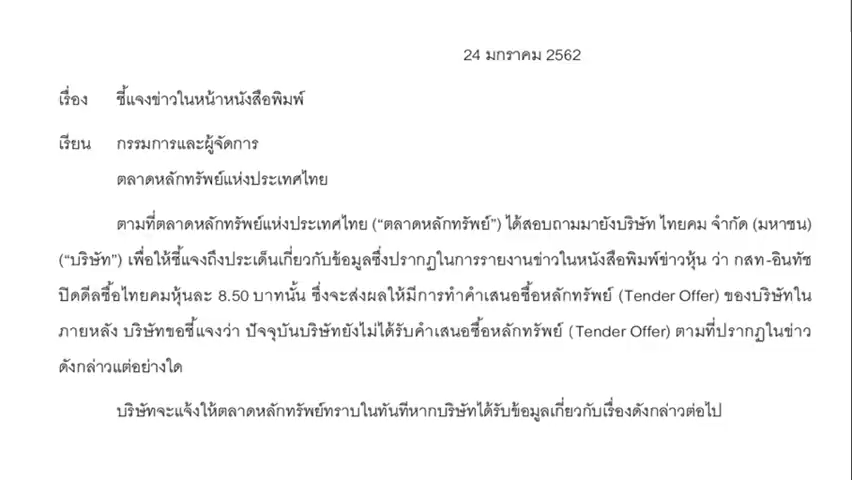 24 มกราคม 2562
เรื่อง ชี้แจงข่าวในหน้าหนังสือพิมพ์
เรียน กรรมการและผู้จัดการ
ตลาดหลักทรัพย์แห่งประเทศไทย
ตามที่ตลาดหลักทรัพย์แห่งประเทศไทย (“ตลาดหลักทรัพย์”) ได้สอบถามมายังบริษัท ไทยคม จำกัด (มหาชน)
(“บริษัท”) เพื่อให้ชี้แจงถึงประเด็นเกี่ยวกับข้อมูลซึ่งปรากฏในการรายงานข่าวในหนังสือพิมพ์ข่าวหุ้น ว่า กสท-อินทัช
ปิดดีลซื้อไทยคมหุ้นละ 8.50 บาทนั้น ซึ่งจะส่งผลให้มีการทำคำเสนอซื้อหลักทรัพย์ (Tender Offer) ของบริษัทใน
ภายหลัง บริษัทขอชี้แจงว่า ปัจจุบันบริษัทยังไม่ได้รับคำเสนอซื้อหลักทรัพย์ (Tender Offer) ตามที่ปรากฏในข่าว
ดังกล่าวแต่อย่างใด
บริษัทจะแจ้งให้ตลาดหลักทรัพย์ทราบในทันทีหากบริษัทได้รับข้อมูลเกี่ยวกับเรื่องดังกล่าวต่อไป